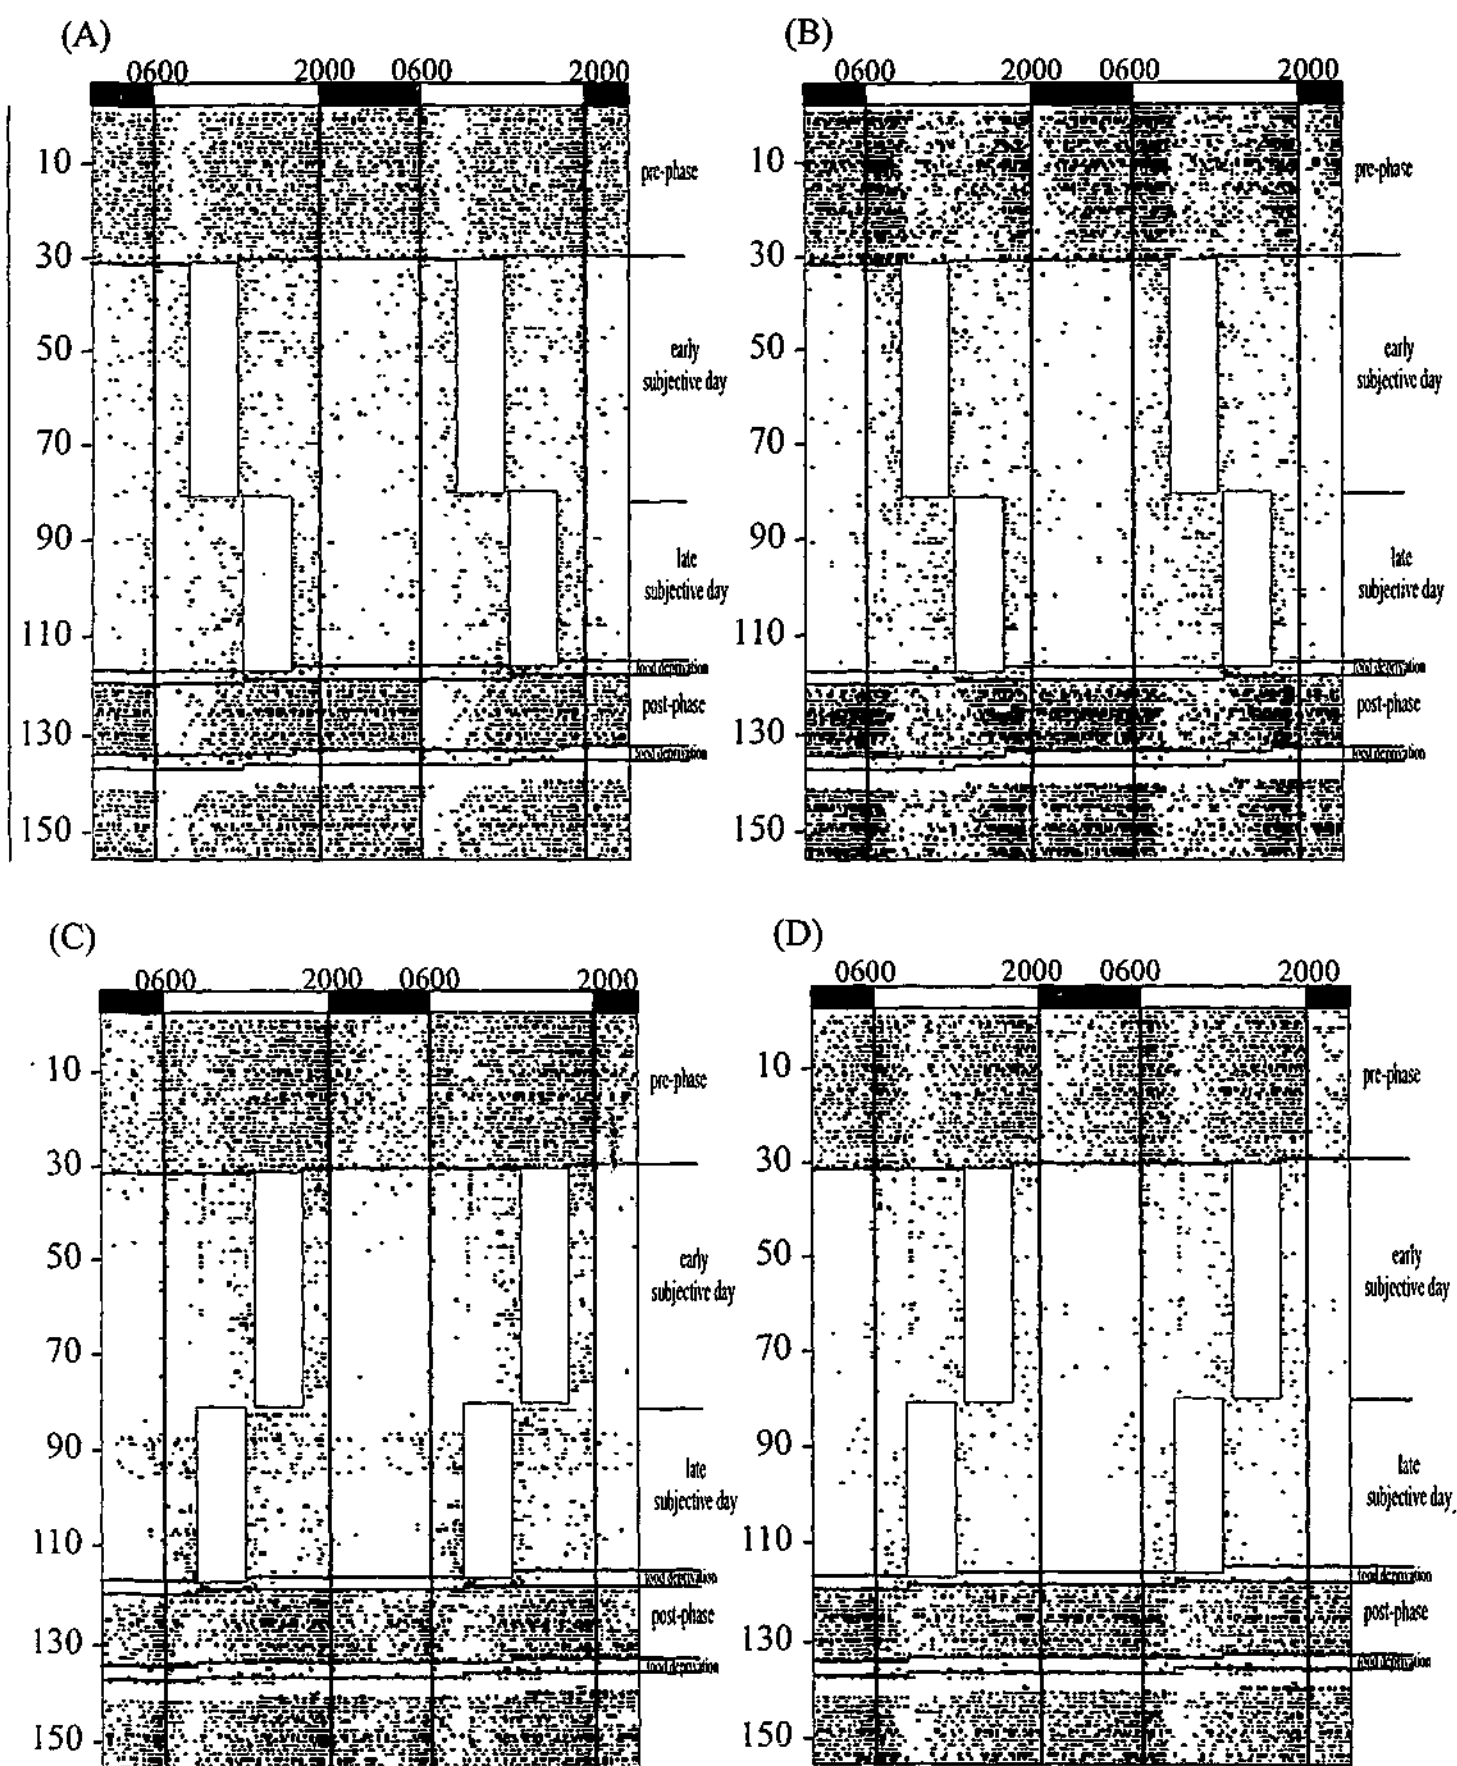 (A)
0600 2000 0600 2000
10
pre-phase
30
50
early
subjective day
70
90
late
subjective day
110
food deprivation
post-phase
130
food deprivation
150
(B)
0600 2000 0600 2000
10
pre-phase
30
50
early
subjective day
70
90
late
subjective day
110
food deprivation
post-phase
130
food deprivation
150
(C)
0600 2000 0600 2000
10
pre-phase
30
50
early
subjective day
70
90
late
subjective day
110
food deprivation
post-phase
130
food deprivation
150
(D)
0600 2000 0600 2000
10
pre-phase
30
50
early
subjective day
70
90
late
subjective day
110
food deprivation
post-phase
130
food deprivation
150